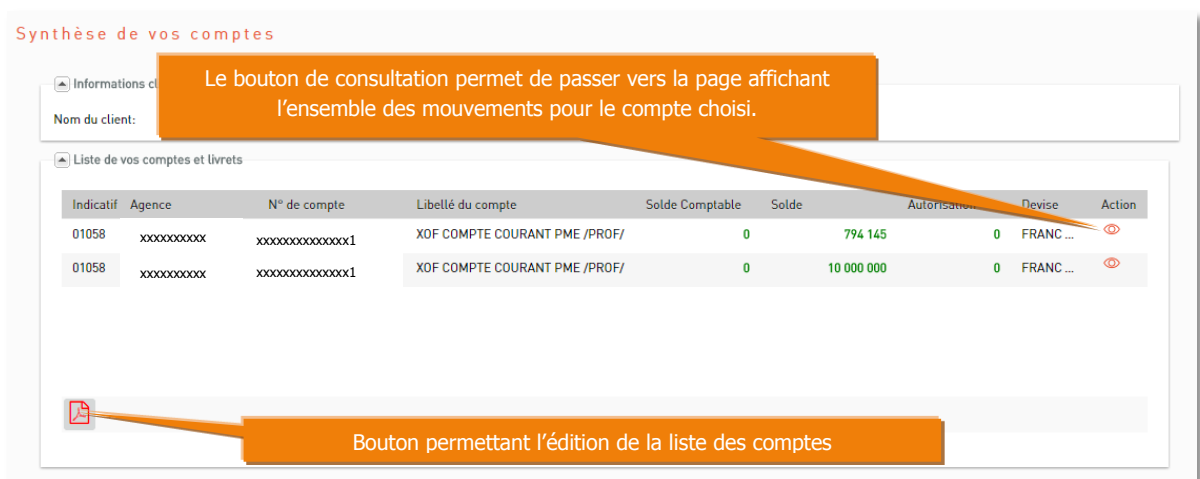 Synthèse de vos comptes
Le bouton de consultation permet de passer vers la page affichant
l'ensemble des mouvements pour le compte choisi.
Informations
Nom du client:
Liste de vos comptes et livrets
Indicatif Agence N° de compte Libellé du compte Solde Comptable Solde Autorisation Devise Action
01058 xxxxxxxxxx xxxxxxxxxxxxxx1 XOF COMPTE COURANT PME /PROF/ 0 794 145 0 FRANC ...
01058 xxxxxxxxxx xxxxxxxxxxxxxx1 XOF COMPTE COURANT PME /PROF/ 0 10 000 000 0 FRANC ...
Bouton permettant l'édition de la liste des comptes